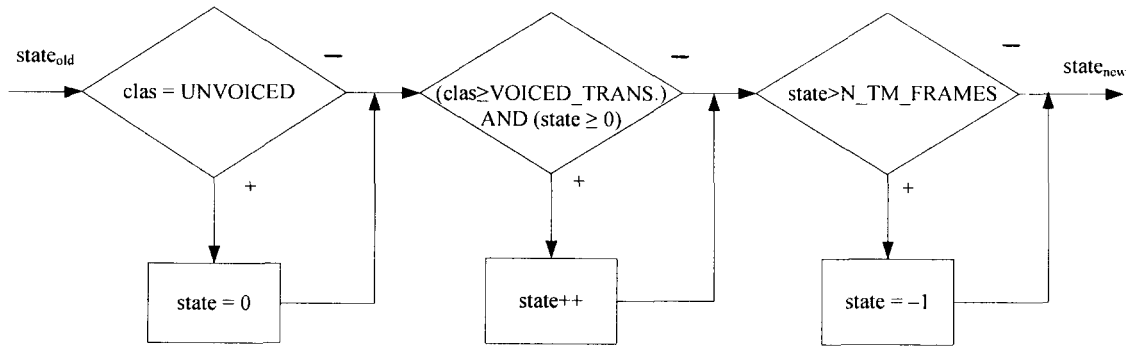 state_old
clas = UNVOICED
−
+
state = 0
(clas≥VOICED_TRANS.)
AND (state ≥ 0)
−
+
state++
state>N_TM_FRAMES
−
+
state = −1
state_new